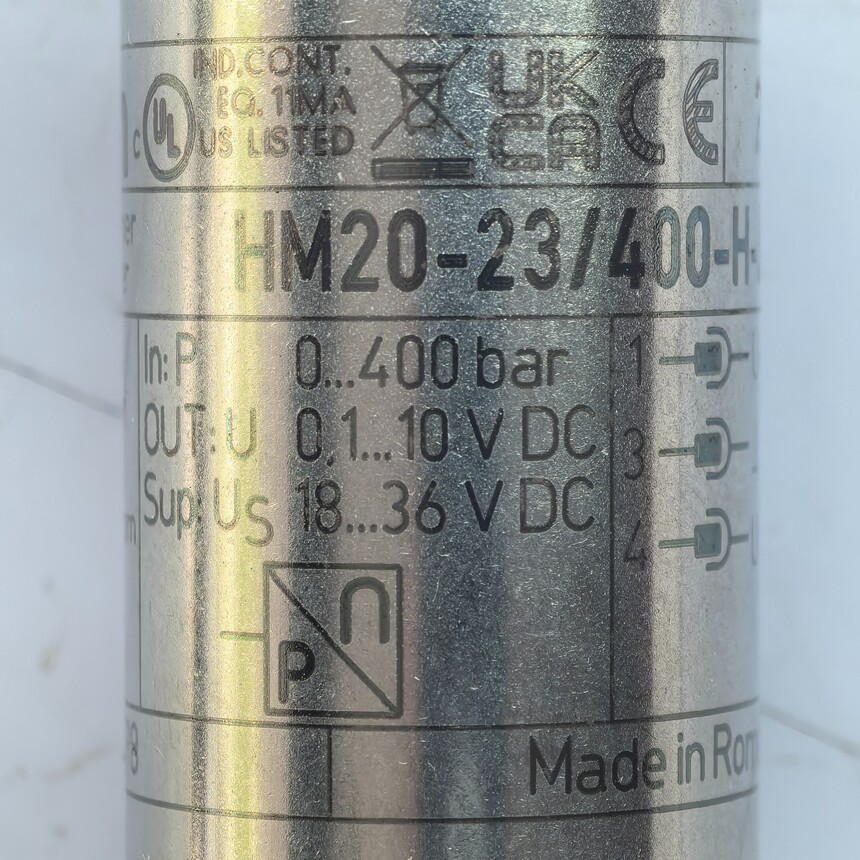 c UL IND.CONT.
EQ. 11MA
US LISTED
UK
CA
CE
HM20-23/400-H-
In: P 0...400 bar
OUT: U 0,1...10 V DC
Sup: US 18...36 V DC
1
3
4
U
P
Made in Rom